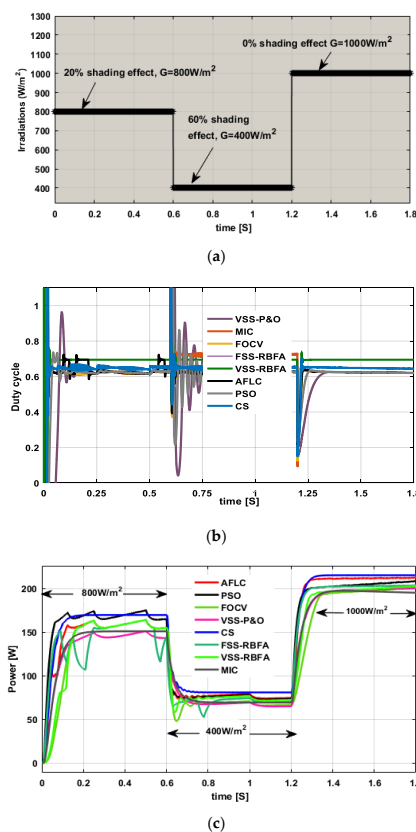 1300
1200
1100
1000
900
800
700
600
500
400
0% shading effect, G=1000W/m²
20% shading effect, G=800W/m²
60% shading
effect, G=400W/m²
Irradiations (W/m²)
0 0.2 0.4 0.6 0.8 1 1.2 1.4 1.6 1.8
time [S]
(a)
1
0.8
0.6
0.4
0.2
0
Duty cycle
VSS-P&O
MIC
FOCV
FSS-RBFA
VSS-RBFA
AFLC
PSO
CS
0 0.25 0.5 0.75 1 1.25 1.5 1.8
time [S]
(b)
200
150
100
50
0
Power [W]
800W/m²
1000W/m²
400W/m²
AFLC
PSO
FOCV
VSS-P&O
CS
FSS-RBFA
VSS-RBFA
MIC
0 0.2 0.4 0.6 0.8 1 1.2 1.4 1.6 1.8
time [S]
(c)